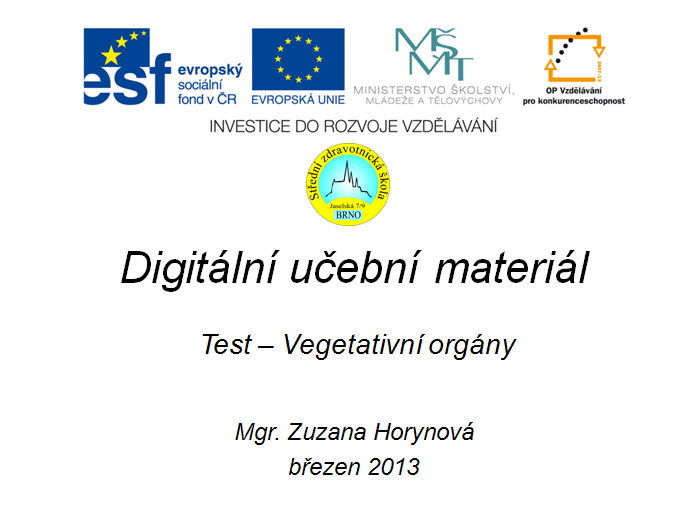 esf evropský
sociální
fond v ČR
EVROPSKÁ UNIE
MŠMT
MINISTERSTVO ŠKOLSTVÍ,
MLÁDEŽE A TĚLOVÝCHOVY
2007-13
OP Vzdělávání
pro konkurenceschopnost
INVESTICE DO ROZVOJE VZDĚLÁVÁNÍ
Střední zdravotnická škola
Jaselská 7/9
BRNO
Digitální učební materiál
Test – Vegetativní orgány
Mgr. Zuzana Horynová
březen 2013